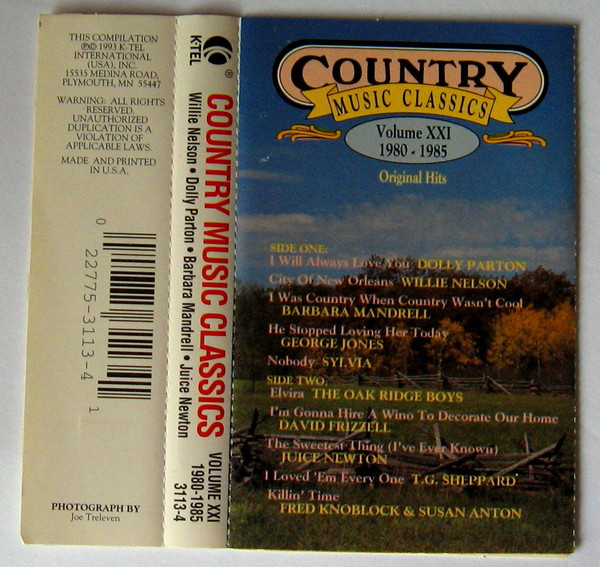 THIS COMPILATION
℗© 1993 K-TEL
INTERNATIONAL
(USA), INC.
15535 MEDINA ROAD,
PLYMOUTH, MN 55447
WARNING: ALL RIGHTS
RESERVED.
UNAUTHORIZED
DUPLICATION IS A
VIOLATION OF
APPLICABLE LAWS.
MADE AND PRINTED
IN U.S.A.
0 22775-3113-4 1
PHOTOGRAPH BY
Joe Treleven
K-TEL®
COUNTRY MUSIC CLASSICS
Willie Nelson • Dolly Parton • Barbara Mandrell • Juice Newton
VOLUME XXI
1980-1985
3113-4
COUNTRY
MUSIC CLASSICS
Volume XXI
1980 - 1985
Original Hits
SIDE ONE:
I Will Always Love You DOLLY PARTON
City Of New Orleans WILLIE NELSON
I Was Country When Country Wasn't Cool
BARBARA MANDRELL
He Stopped Loving Her Today
GEORGE JONES
Nobody SYLVIA
SIDE TWO:
Elvira THE OAK RIDGE BOYS
I'm Gonna Hire A Wino To Decorate Our Home
DAVID FRIZZELL
The Sweetest Thing (I've Ever Known)
JUICE NEWTON
I Loved 'Em Every One T.G. SHEPPARD
Killin' Time
FRED KNOBLOCK & SUSAN ANTON